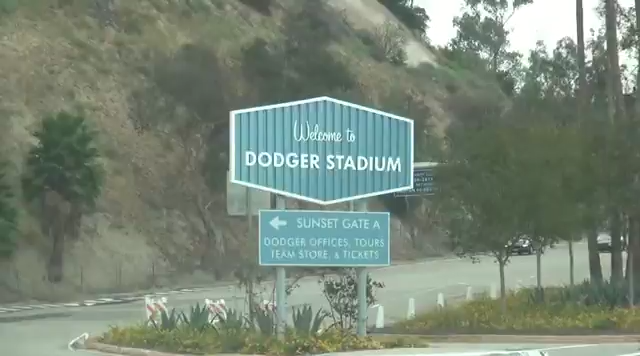 Welcome to
DODGER STADIUM
SUNSET GATE A
DODGER OFFICES, TOURS
TEAM STORE, & TICKETS